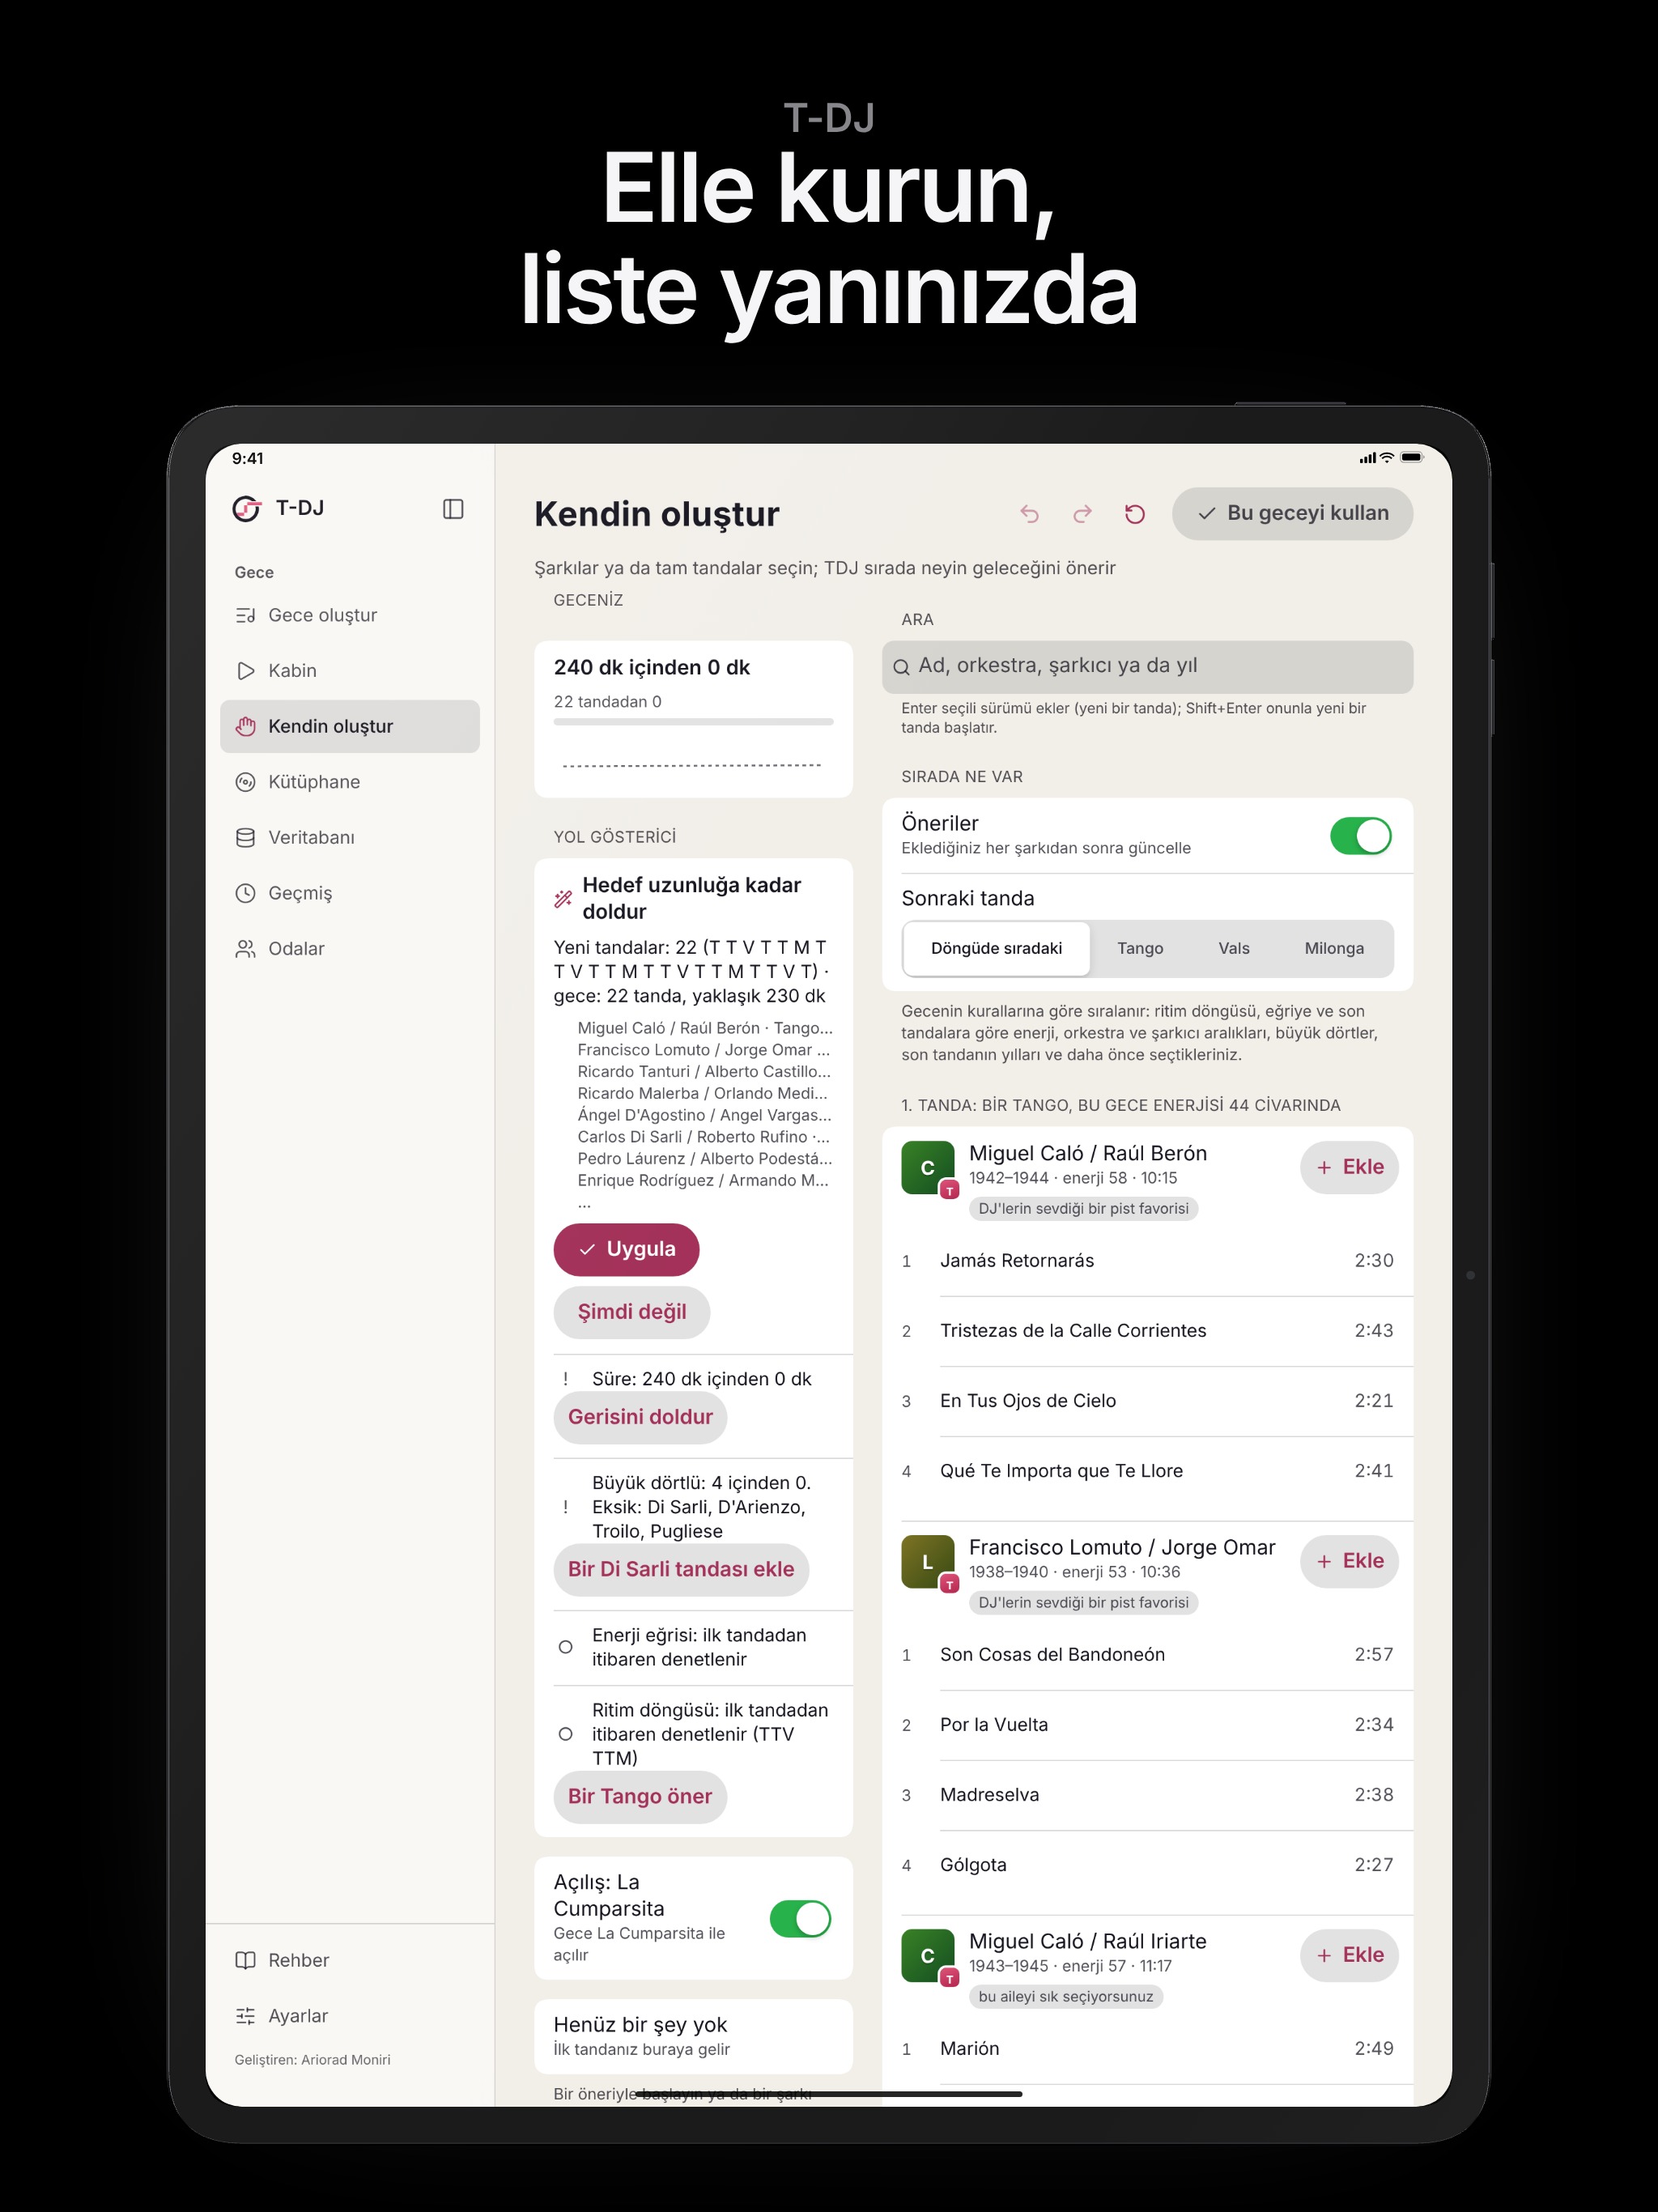 T-DJ
Elle kurun,
liste yanınızda
9:41
T-DJ
Gece
Gece oluştur
Kabin
Kendin oluştur
Kütüphane
Veritabanı
Geçmiş
Odalar
Rehber
Ayarlar
Geliştiren: Ariorad Moniri
Kendin oluştur
Bu geceyi kullan
Şarkılar ya da tam tandalar seçin; TDJ sırada neyin geleceğini önerir
GECENİZ
240 dk içinden 0 dk
22 tandadan 0
YOL GÖSTERİCİ
Hedef uzunluğa kadar
doldur
Yeni tandalar: 22 (T T V T T M T
T V T T M T T V T T M T T V T) ·
gece: 22 tanda, yaklaşık 230 dk
Miguel Caló / Raúl Berón · Tango...
Francisco Lomuto / Jorge Omar ...
Ricardo Tanturi / Alberto Castillo...
Ricardo Malerba / Orlando Medi...
Ángel D'Agostino / Angel Vargas...
Carlos Di Sarli / Roberto Rufino ·...
Pedro Láurenz / Alberto Podestá...
Enrique Rodríguez / Armando M...
...
Uygula
Şimdi değil
! Süre: 240 dk içinden 0 dk
Gerisini doldur
Büyük dörtlü: 4 içinden 0.
! Eksik: Di Sarli, D'Arienzo,
Troilo, Pugliese
Bir Di Sarli tandası ekle
Enerji eğrisi: ilk tandadan
itibaren denetlenir
Ritim döngüsü: ilk tandadan
itibaren denetlenir (TTV
TTM)
Bir Tango öner
Açılış: La
Cumparsita
Gece La Cumparsita ile
açılır
Henüz bir şey yok
İlk tandanız buraya gelir
Bir öneriyle başlayın ya da bir şarkı
ARA
Ad, orkestra, şarkıcı ya da yıl
Enter seçili sürümü ekler (yeni bir tanda); Shift+Enter onunla yeni bir
tanda başlatır.
SIRADA NE VAR
Öneriler
Eklediğiniz her şarkıdan sonra güncelle
Sonraki tanda
Döngüde sıradaki Tango Vals Milonga
Gecenin kurallarına göre sıralanır: ritim döngüsü, eğriye ve son
tandalara göre enerji, orkestra ve şarkıcı aralıkları, büyük dörtler,
son tandanın yılları ve daha önce seçtikleriniz.
1. TANDA: BİR TANGO, BU GECE ENERJİSİ 44 CİVARINDA
C
T
Miguel Caló / Raúl Berón
1942–1944 · enerji 58 · 10:15
DJ'lerin sevdiği bir pist favorisi
+ Ekle
1 Jamás Retornarás 2:30
2 Tristezas de la Calle Corrientes 2:43
3 En Tus Ojos de Cielo 2:21
4 Qué Te Importa que Te Llore 2:41
L
T
Francisco Lomuto / Jorge Omar
1938–1940 · enerji 53 · 10:36
DJ'lerin sevdiği bir pist favorisi
+ Ekle
1 Son Cosas del Bandoneón 2:57
2 Por la Vuelta 2:34
3 Madreselva 2:38
4 Gólgota 2:27
C
T
Miguel Caló / Raúl Iriarte
1943–1945 · enerji 57 · 11:17
bu aileyi sık seçiyorsunuz
+ Ekle
1 Marión 2:49